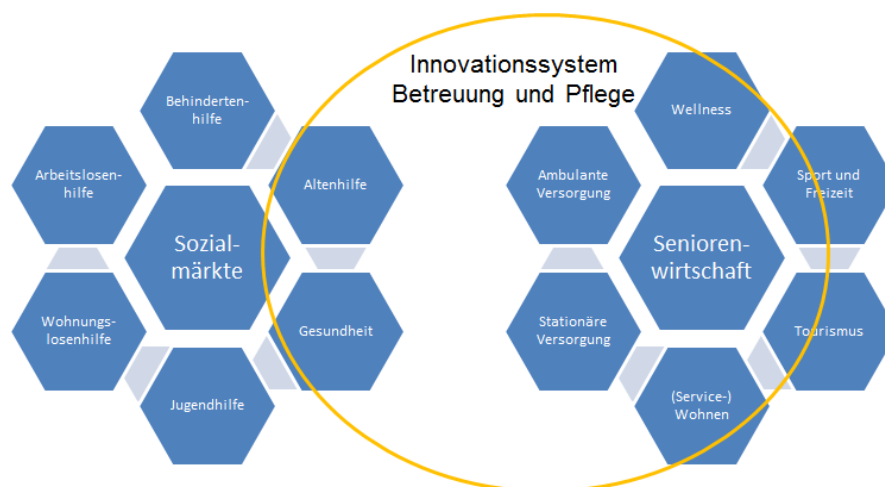 Innovationssystem
Betreuung und Pflege
Behinderten-
hilfe
Arbeitslosen-
hilfe
Altenhilfe
Sozial-
märkte
Wohnungs-
losenhilfe
Gesundheit
Jugendhilfe
Wellness
Ambulante
Versorgung
Sport und
Freizeit
Senioren-
wirtschaft
Stationäre
Versorgung
Tourismus
(Service-)
Wohnen